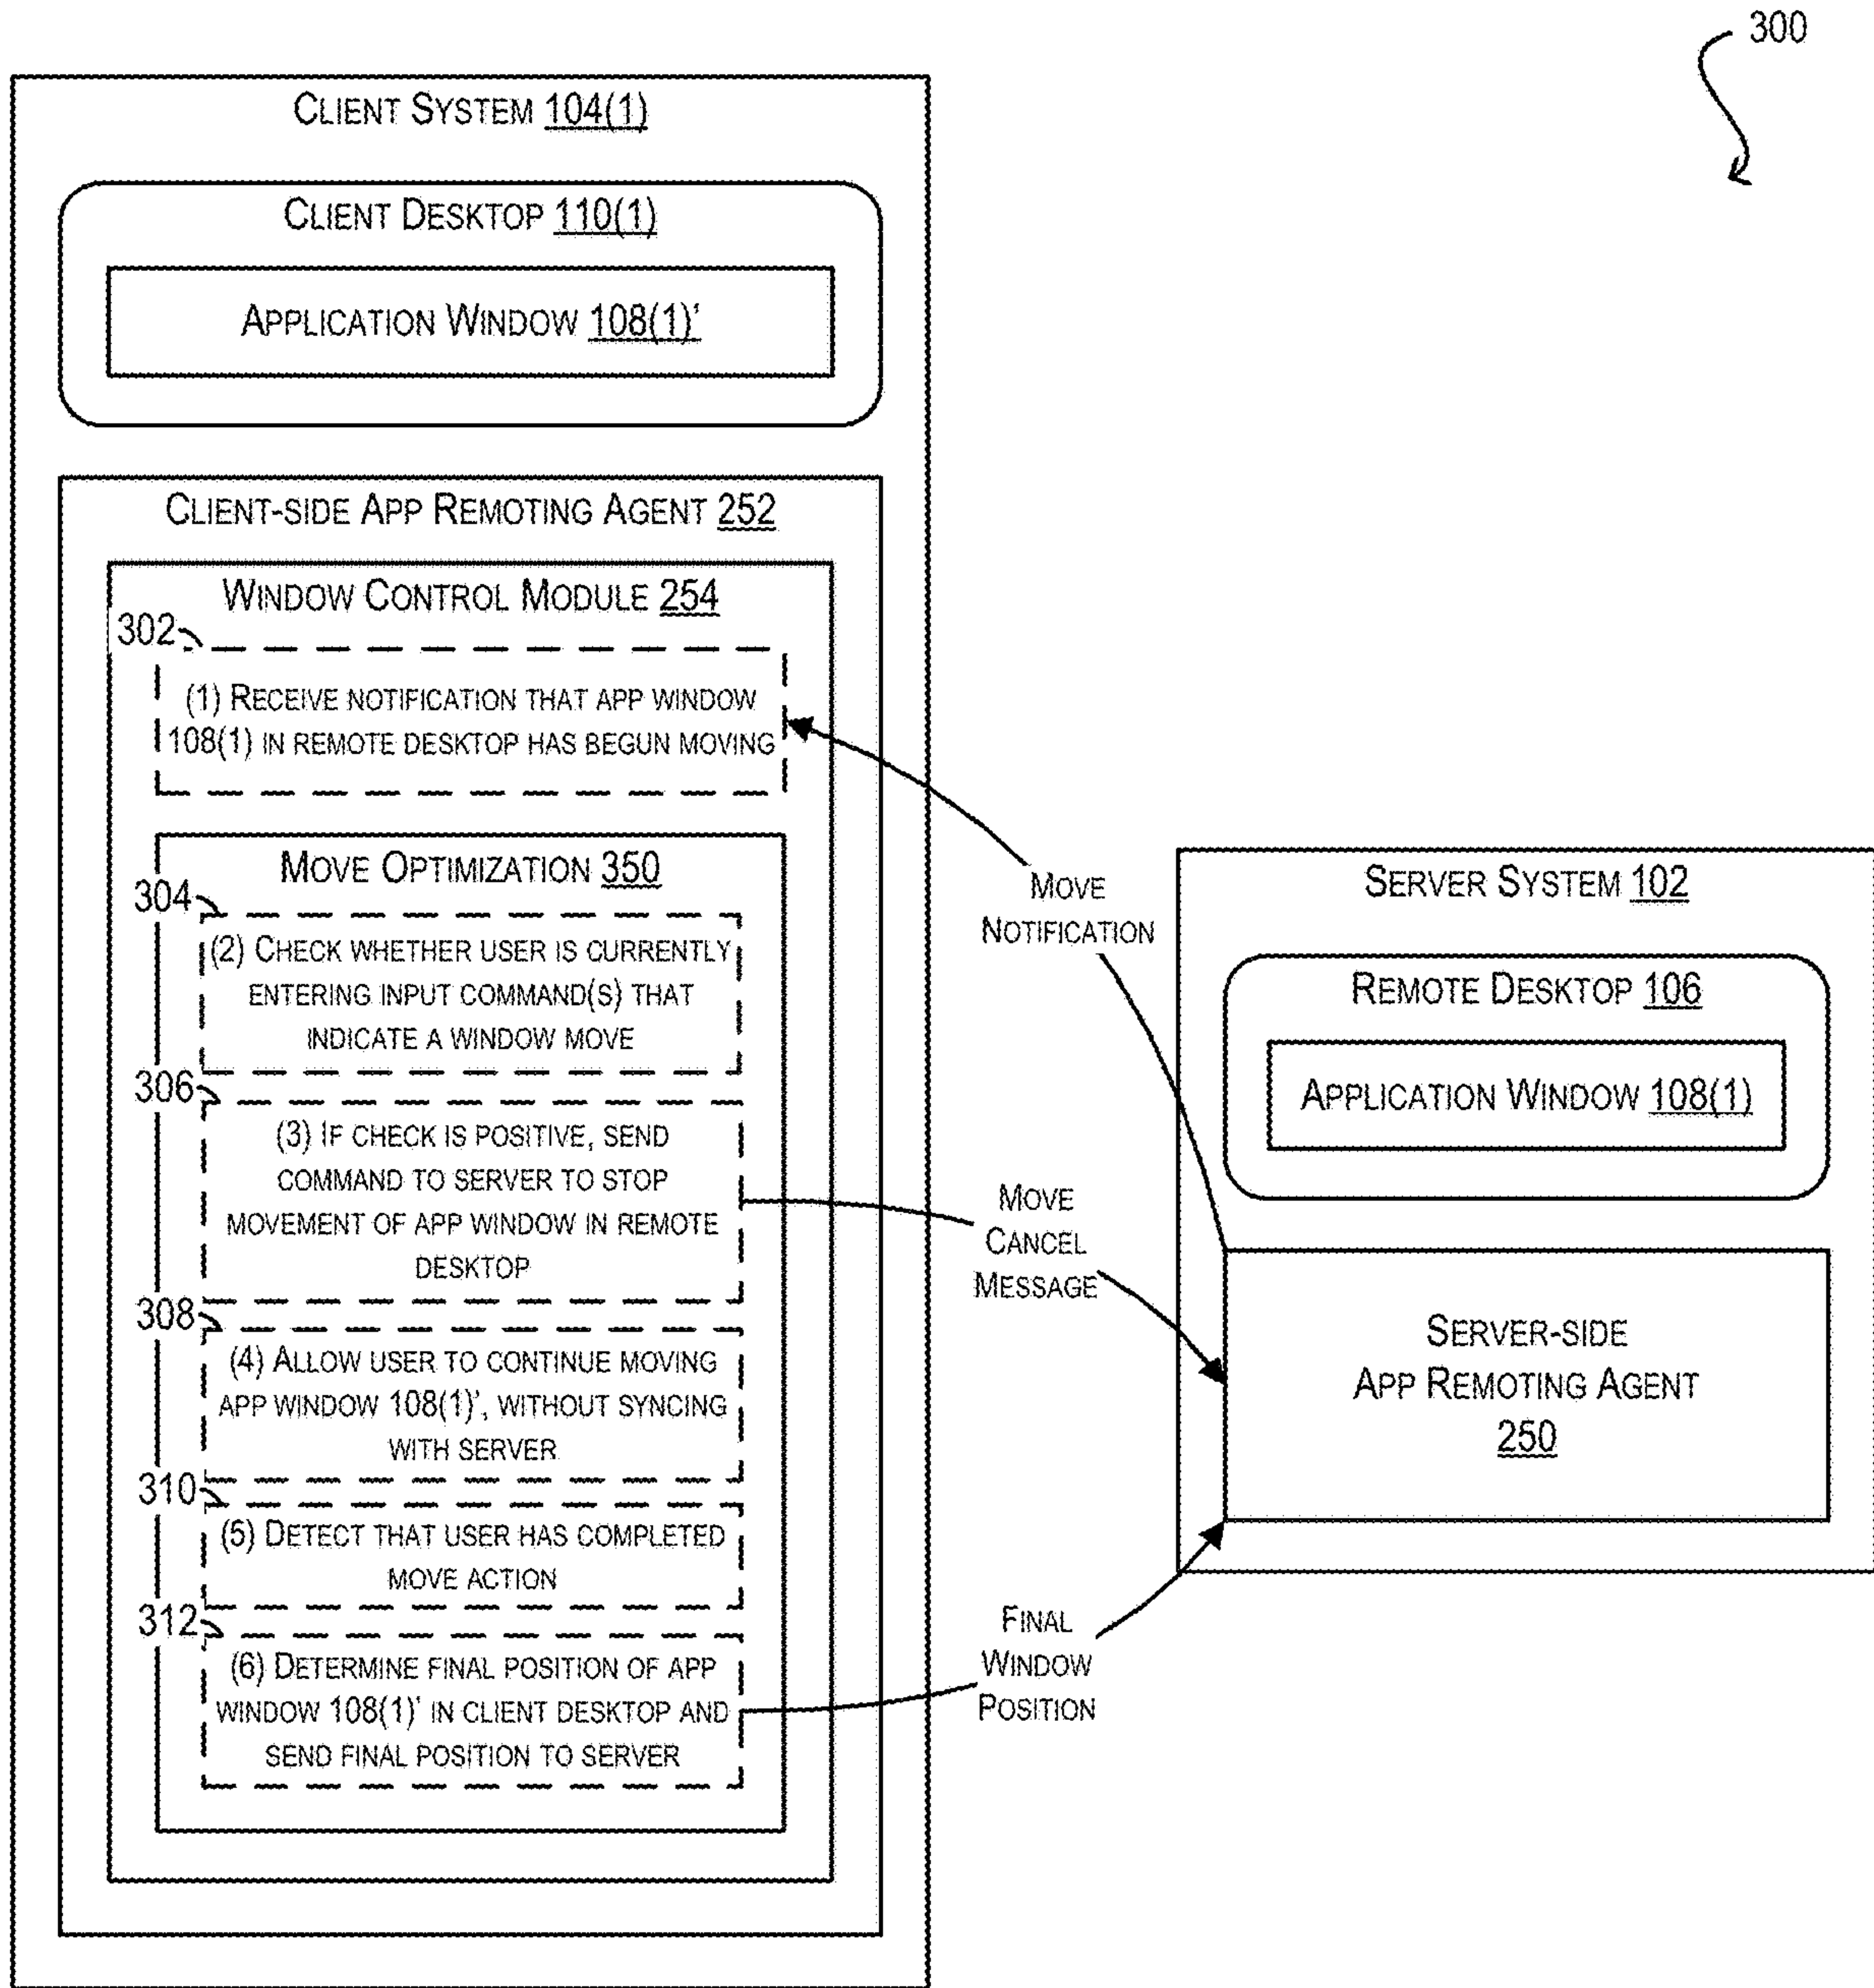 300
CLIENT SYSTEM 104(1)
CLIENT DESKTOP 110(1)
APPLICATION WINDOW 108(1)'
CLIENT-SIDE APP REMOTING AGENT 252
WINDOW CONTROL MODULE 254
302
(1) RECEIVE NOTIFICATION THAT APP WINDOW
108(1) IN REMOTE DESKTOP HAS BEGUN MOVING
MOVE OPTIMIZATION 350
304
(2) CHECK WHETHER USER IS CURRENTLY
ENTERING INPUT COMMAND(S) THAT
INDICATE A WINDOW MOVE
306
(3) IF CHECK IS POSITIVE, SEND
COMMAND TO SERVER TO STOP
MOVEMENT OF APP WINDOW IN REMOTE
DESKTOP
308
(4) ALLOW USER TO CONTINUE MOVING
APP WINDOW 108(1)', WITHOUT SYNCING
WITH SERVER
310
(5) DETECT THAT USER HAS COMPLETED
MOVE ACTION
312
(6) DETERMINE FINAL POSITION OF APP
WINDOW 108(1)' IN CLIENT DESKTOP AND
SEND FINAL POSITION TO SERVER
MOVE
NOTIFICATION
MOVE
CANCEL
MESSAGE
FINAL
WINDOW
POSITION
SERVER SYSTEM 102
REMOTE DESKTOP 106
APPLICATION WINDOW 108(1)
SERVER-SIDE
APP REMOTING AGENT
250